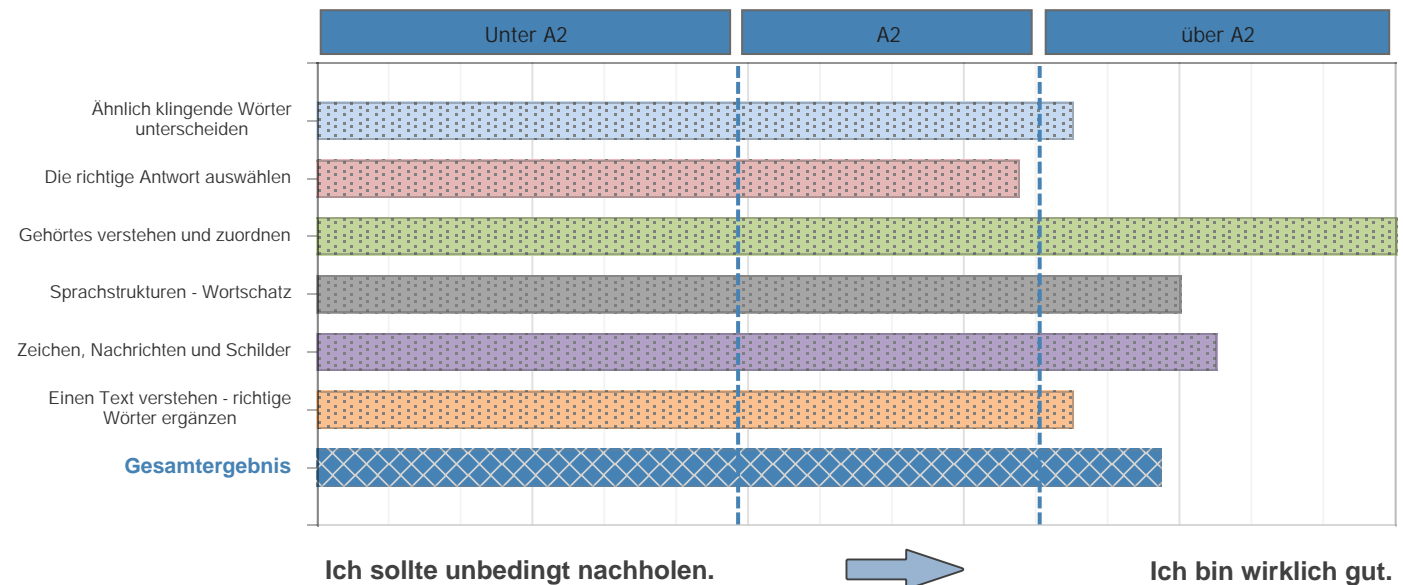 Unter A2
A2
über A2
Ähnlich klingende Wörter
unterscheiden
Die richtige Antwort auswählen
Gehörtes verstehen und zuordnen
Sprachstrukturen - Wortschatz
Zeichen, Nachrichten und Schilder
Einen Text verstehen - richtige
Wörter ergänzen
Gesamtergebnis
Ich sollte unbedingt nachholen.
Ich bin wirklich gut.